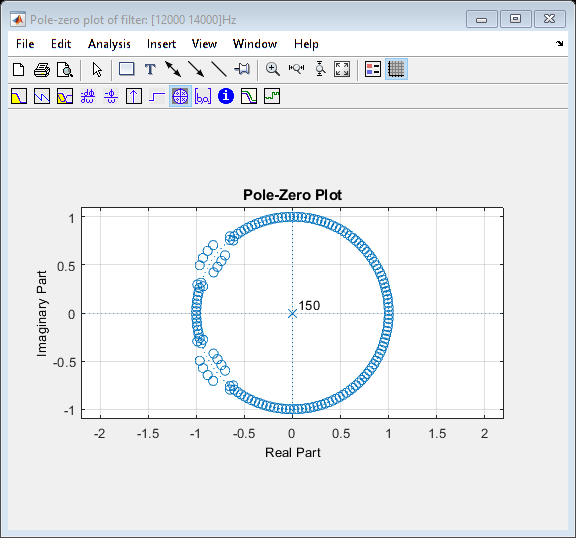 Pole-zero plot of filter: [12000 14000]Hz
File Edit Analysis Insert View Window Help
T
dϕ
dω
-ϕ
ω
[b,a]
i
Pole-Zero Plot
1
0.5
0
-0.5
-1
Imaginary Part
150
-2 -1.5 -1 -0.5 0 0.5 1 1.5 2
Real Part